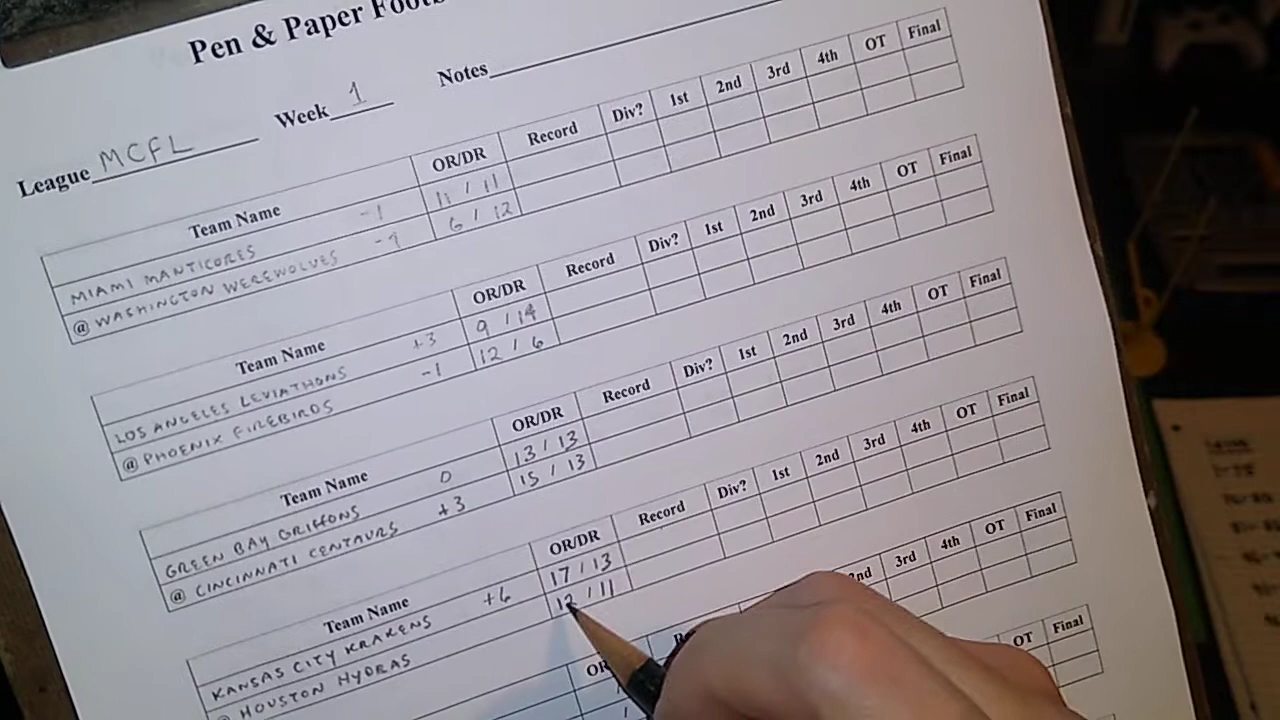 Pen & Paper
Week 1 Notes
League MCFL
Team Name OR/DR Record Div? 1st 2nd 3rd 4th OT Final
MIAMI MANTICORES -1 11 / 11
@ WASHINGTON WEREWOLVES -1 6 / 12
Team Name OR/DR Record Div? 1st 2nd 3rd 4th OT Final
LOS ANGELES LEVIATHONS +3 9 / 14
@ PHOENIX FIREBIRDS -1 12 / 6
Team Name OR/DR Record Div? 1st 2nd 3rd 4th OT Final
GREEN BAY GRIFFONS 0 13 / 13
@ CINCINNATI CENTAURS +3 15 / 13
Team Name OR/DR Record Div? 1st 2nd 3rd 4th OT Final
KANSAS CITY KRAKENS +6 17 / 13
@ HOUSTON HYDRAS 12 / 11
2nd 3rd 4th OT Final
OT Final